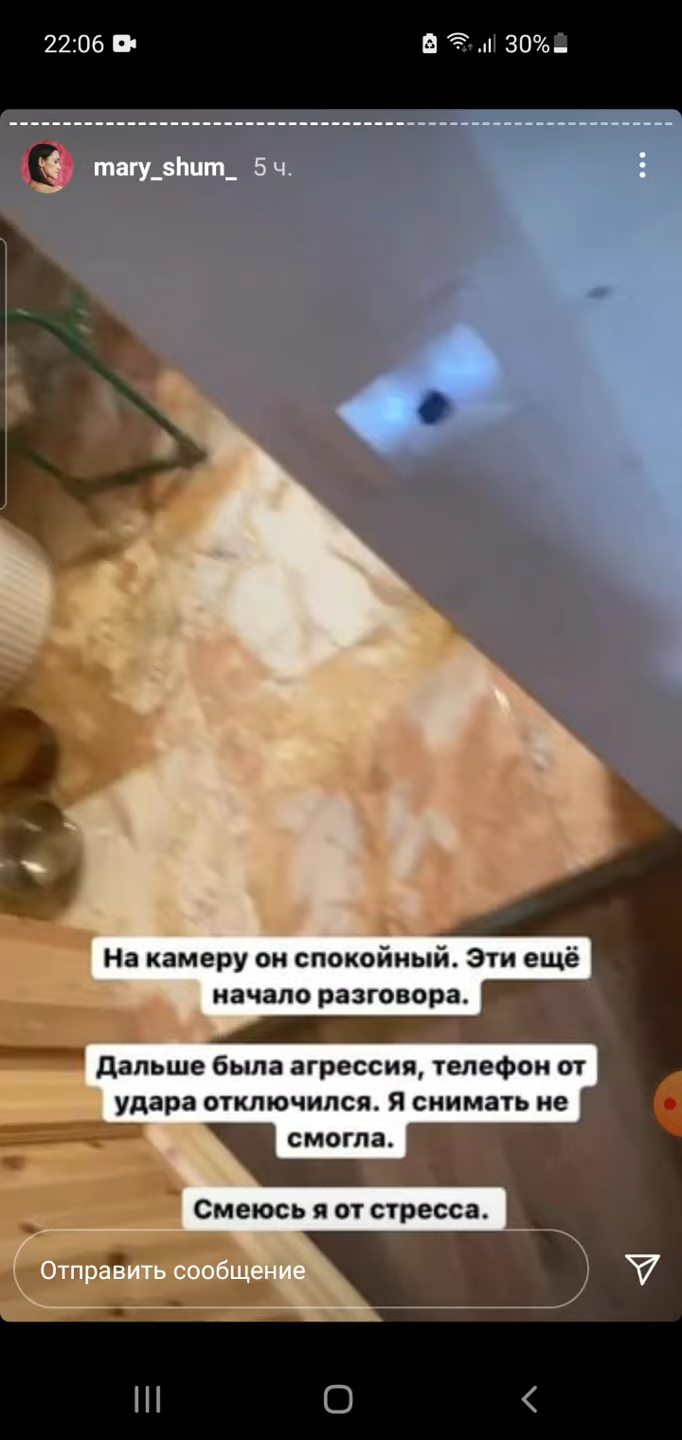 22:06
30%
mary_shum_ 5 ч.
На камеру он спокойный. Эти ещё
начало разговора.
Дальше была агрессия, телефон от
удара отключился. Я снимать не
смогла.
Смеюсь я от стресса.
Отправить сообщение